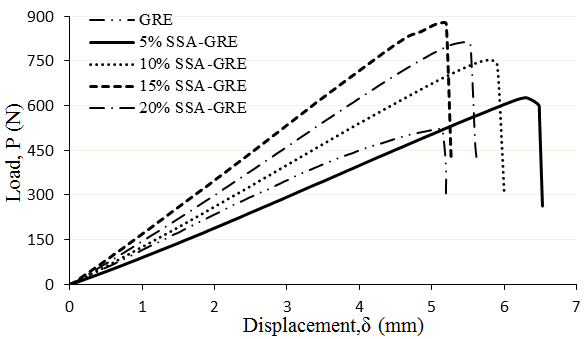 900
750
600
450
300
150
0
Load, P (N)
GRE
5% SSA-GRE
10% SSA-GRE
15% SSA-GRE
20% SSA-GRE
0 1 2 3 4 5 6 7
Displacement,δ (mm)